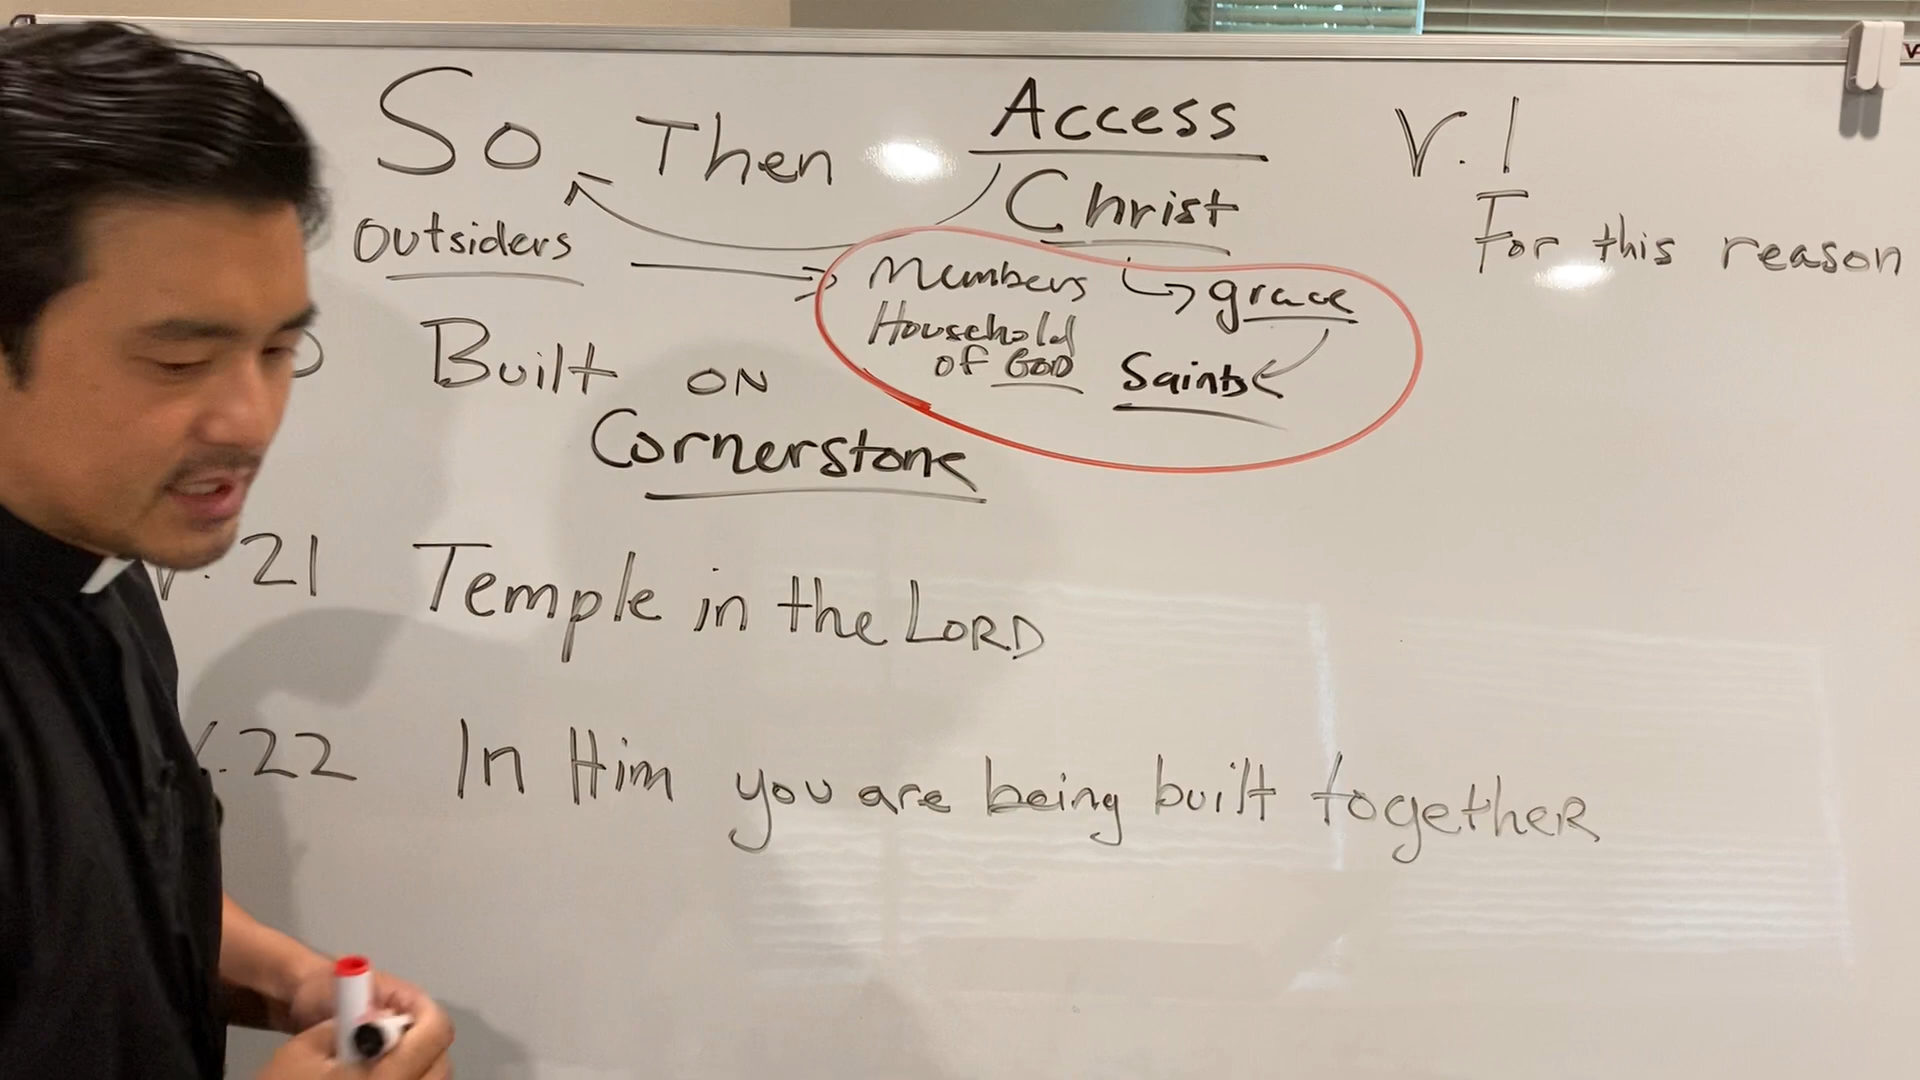 So Then
Access
Christ
V. 1
For this reason
Outsiders
Members
Household
of GOD
grace
Saints
Built ON
Cornerstone
V. 21 Temple in the LORD
V.22 In Him you are being built together